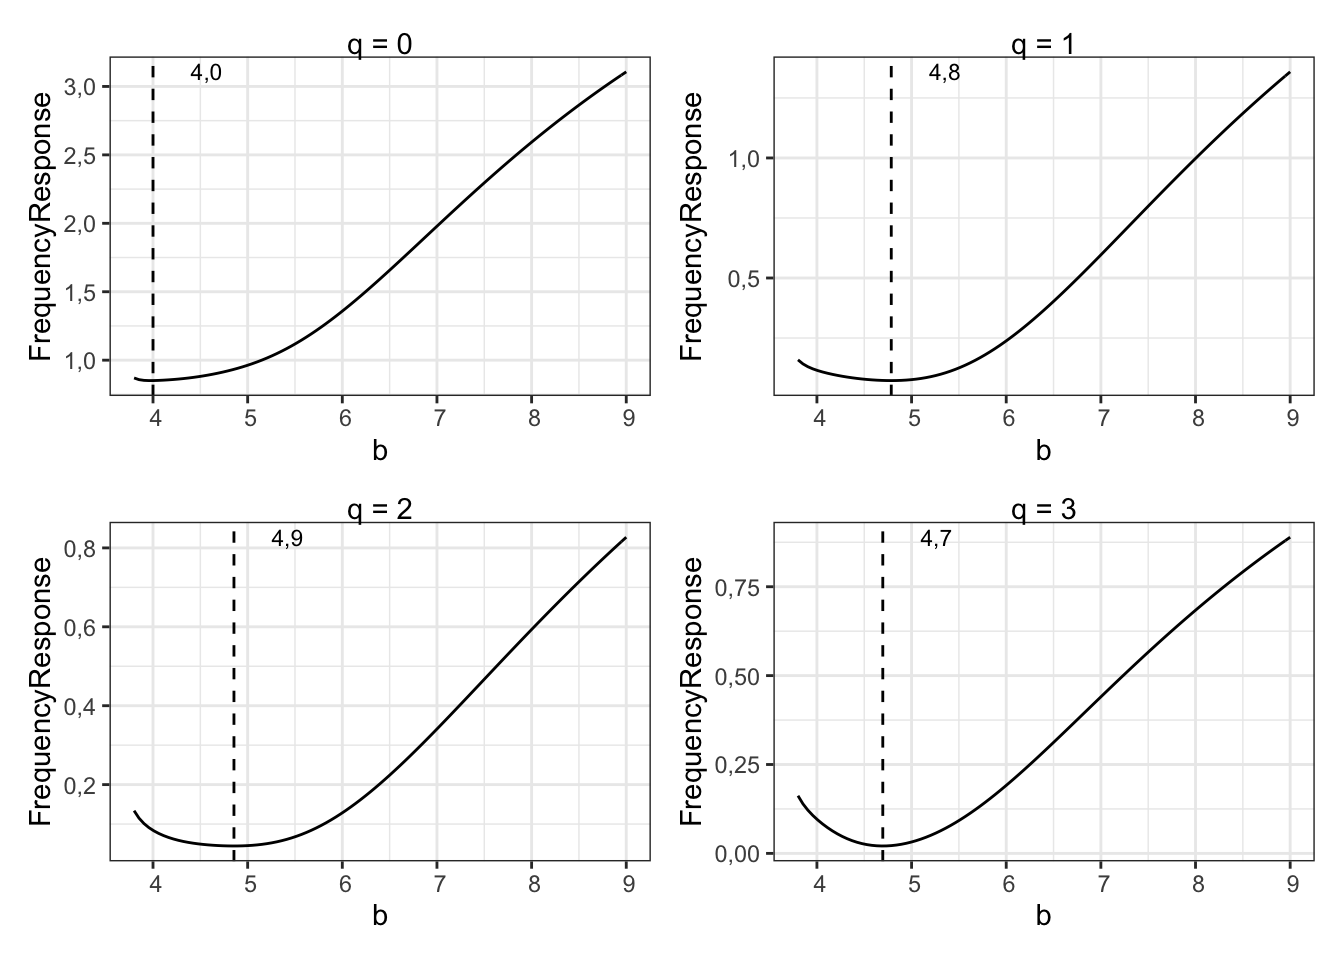 q = 0
4,0
FrequencyResponse
3,0
2,5
2,0
1,5
1,0
4 5 6 7 8 9
b
q = 1
4,8
FrequencyResponse
1,0
0,5
4 5 6 7 8 9
b
q = 2
4,9
FrequencyResponse
0,8
0,6
0,4
0,2
4 5 6 7 8 9
b
q = 3
4,7
FrequencyResponse
0,75
0,50
0,25
0,00
4 5 6 7 8 9
b